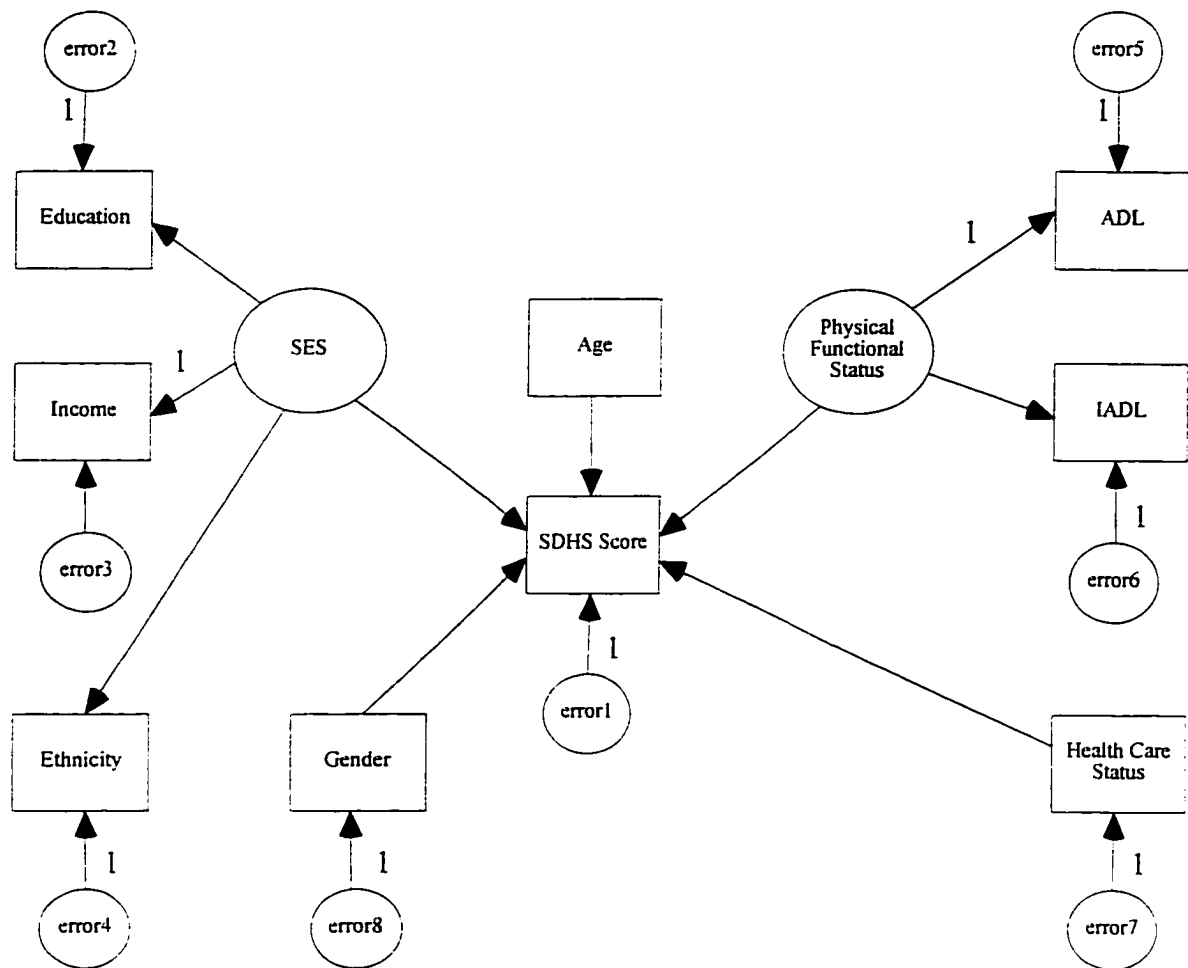 error2
error5
1
1
Education
ADL
1
SES
Age
Physical
Functional
Status
1
Income
IADL
SDHS Score
error3
1
error6
1
error1
Ethnicity
Gender
Health Care
Status
1
1
1
error4
error8
error7